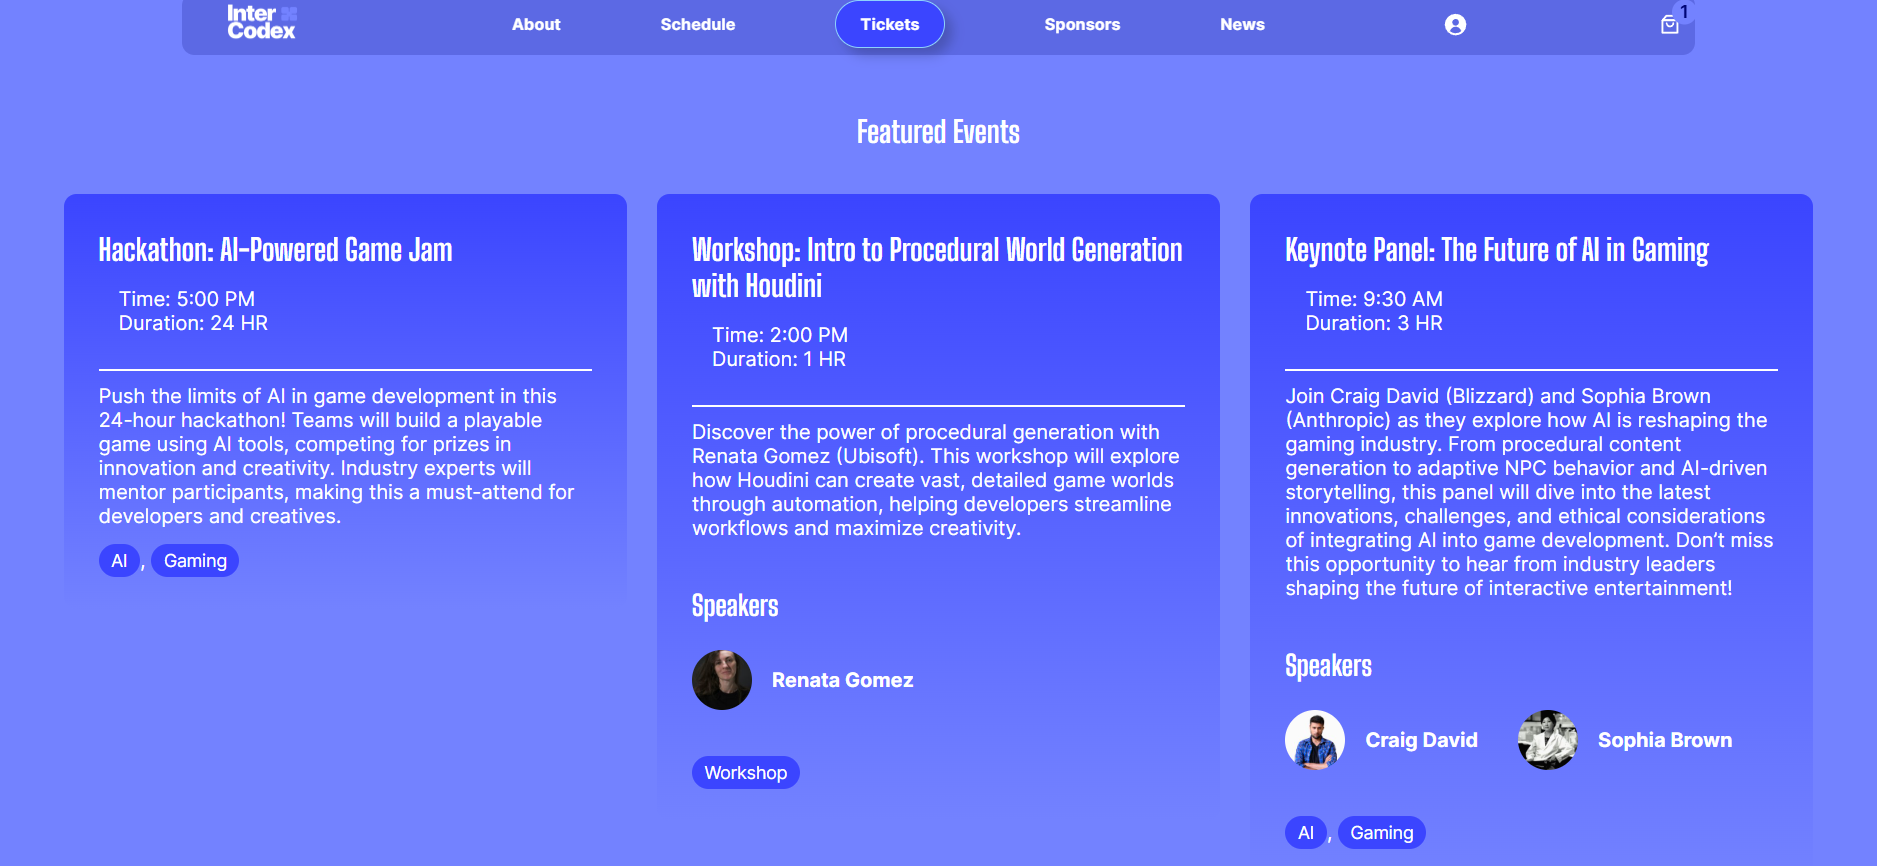 Inter
Codex
About
Schedule
Tickets
Sponsors
News
1
Featured Events
Hackathon: AI-Powered Game Jam
Time: 5:00 PM
Duration: 24 HR
Push the limits of AI in game development in this
24-hour hackathon! Teams will build a playable
game using AI tools, competing for prizes in
innovation and creativity. Industry experts will
mentor participants, making this a must-attend for
developers and creatives.
AI, Gaming
Workshop: Intro to Procedural World Generation
with Houdini
Time: 2:00 PM
Duration: 1 HR
Discover the power of procedural generation with
Renata Gomez (Ubisoft). This workshop will explore
how Houdini can create vast, detailed game worlds
through automation, helping developers streamline
workflows and maximize creativity.
Speakers
Renata Gomez
Workshop
Keynote Panel: The Future of AI in Gaming
Time: 9:30 AM
Duration: 3 HR
Join Craig David (Blizzard) and Sophia Brown
(Anthropic) as they explore how AI is reshaping the
gaming industry. From procedural content
generation to adaptive NPC behavior and AI-driven
storytelling, this panel will dive into the latest
innovations, challenges, and ethical considerations
of integrating AI into game development. Don’t miss
this opportunity to hear from industry leaders
shaping the future of interactive entertainment!
Speakers
Craig David
Sophia Brown
AI, Gaming